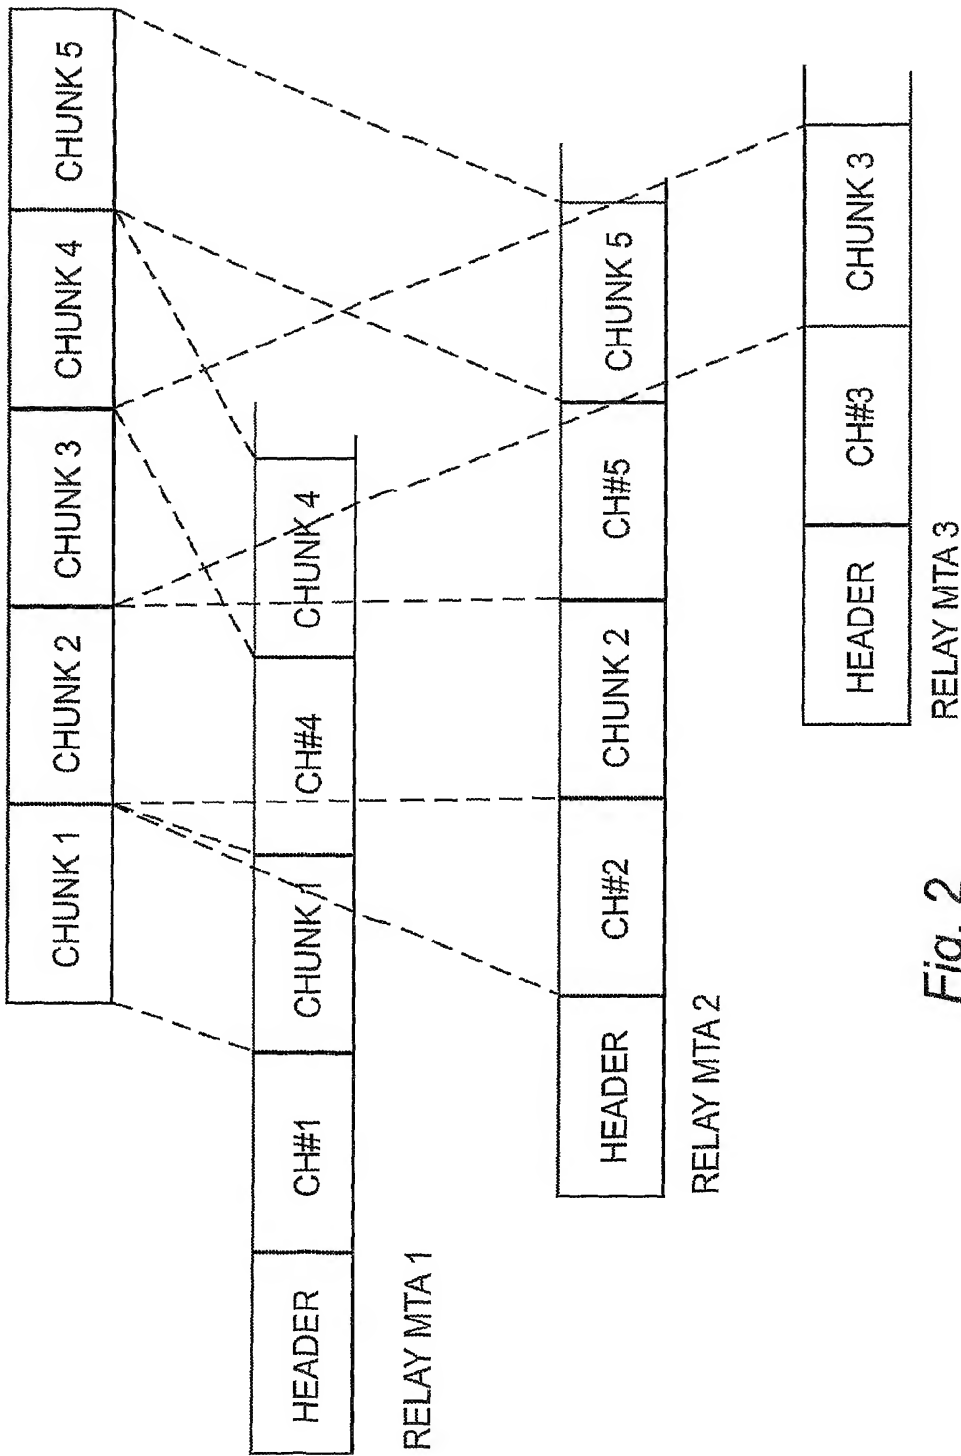 CHUNK 1 CHUNK 2 CHUNK 3 CHUNK 4 CHUNK 5
HEADER CH#1 CHUNK 1 CH#4 CHUNK 4
RELAY MTA 1
HEADER CH#2 CHUNK 2 CH#5 CHUNK 5
RELAY MTA 2
HEADER CH#3 CHUNK 3
RELAY MTA 3
Fig. 2